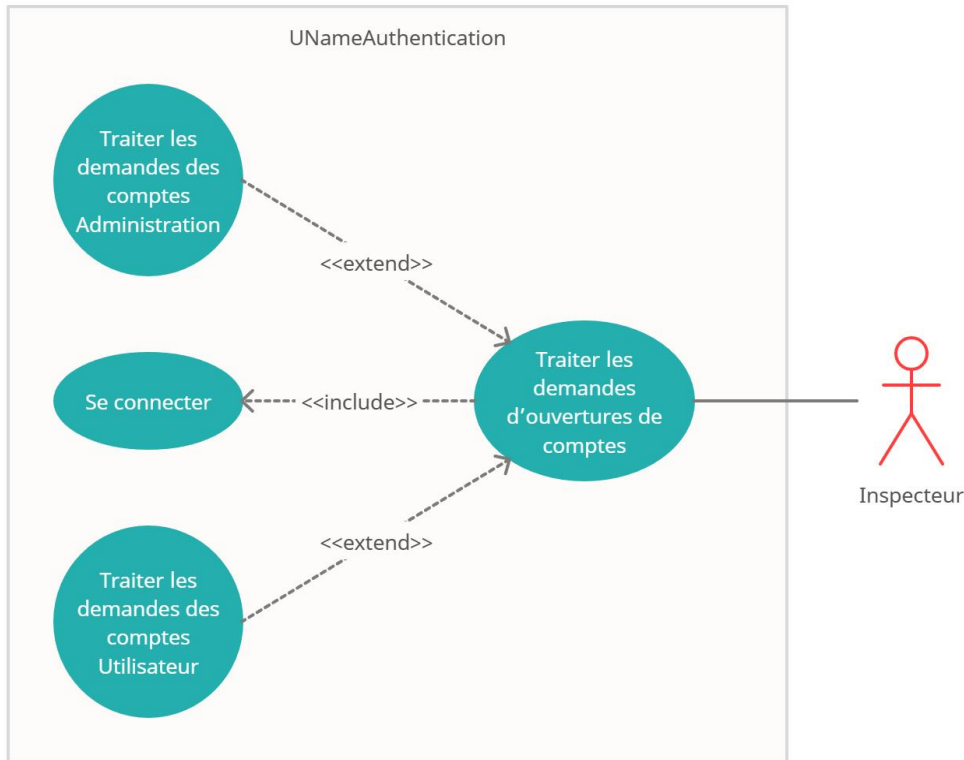 UNameAuthentication
Traiter les
demandes des
comptes
Administration
<<extend>>
Se connecter
<<include>>
Traiter les
demandes
d'ouvertures de
comptes
Inspecteur
<<extend>>
Traiter les
demandes des
comptes
Utilisateur